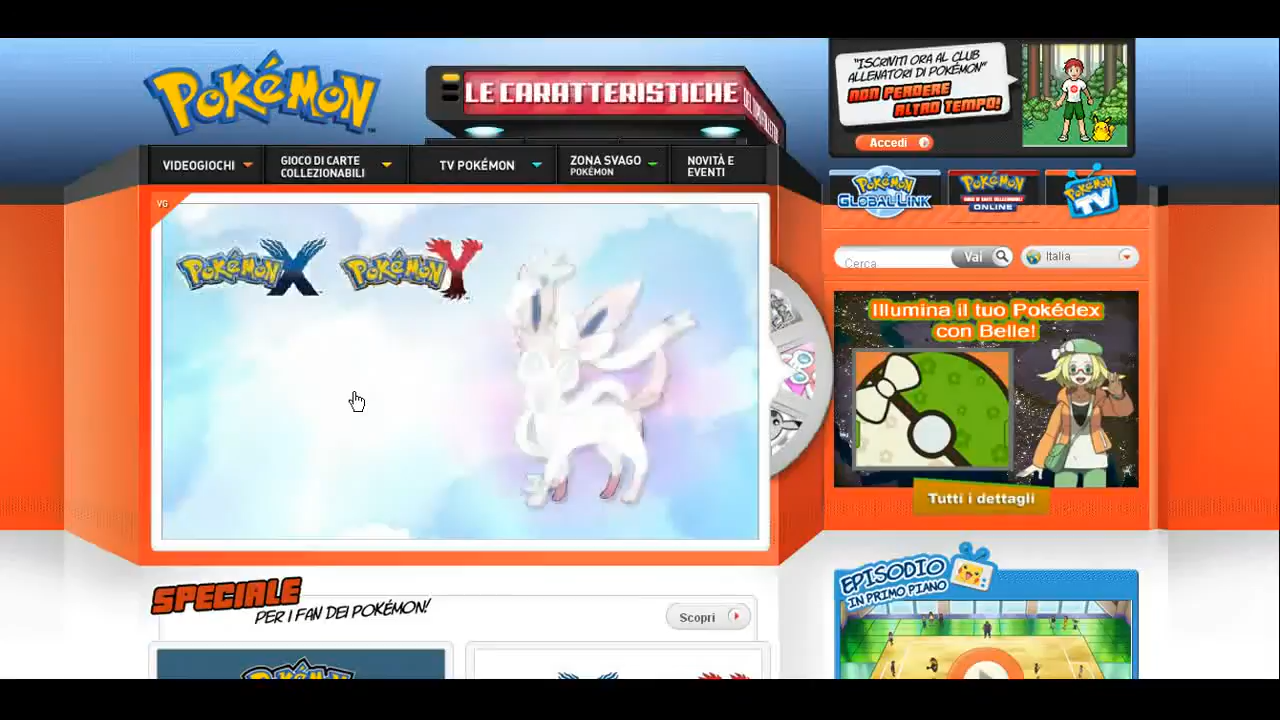 POKéMON
LE CARATTERISTICHE
"ISCRIVITI ORA AL CLUB
ALLENATORI DI POKÉMON"
NON PERDERE
ALTRO TEMPO!
Accedi
VIDEOGIOCHI
GIOCO DI CARTE
COLLEZIONABILI
TV POKÉMON
ZONA SVAGO
POKÉMON
NOVITÀ E
EVENTI
POKéMON
GLOBAL LINK
POKéMON
ONLINE
POKéMON
TV
VG
POKéMON X
POKéMON Y
Cerca
Vai
Italia
Illumina il tuo Pokédex
con Belle!
Tutti i dettagli
SPECIALE
PER I FAN DEI POKÉMON!
Scopri
EPISODIO
IN PRIMO PIANO